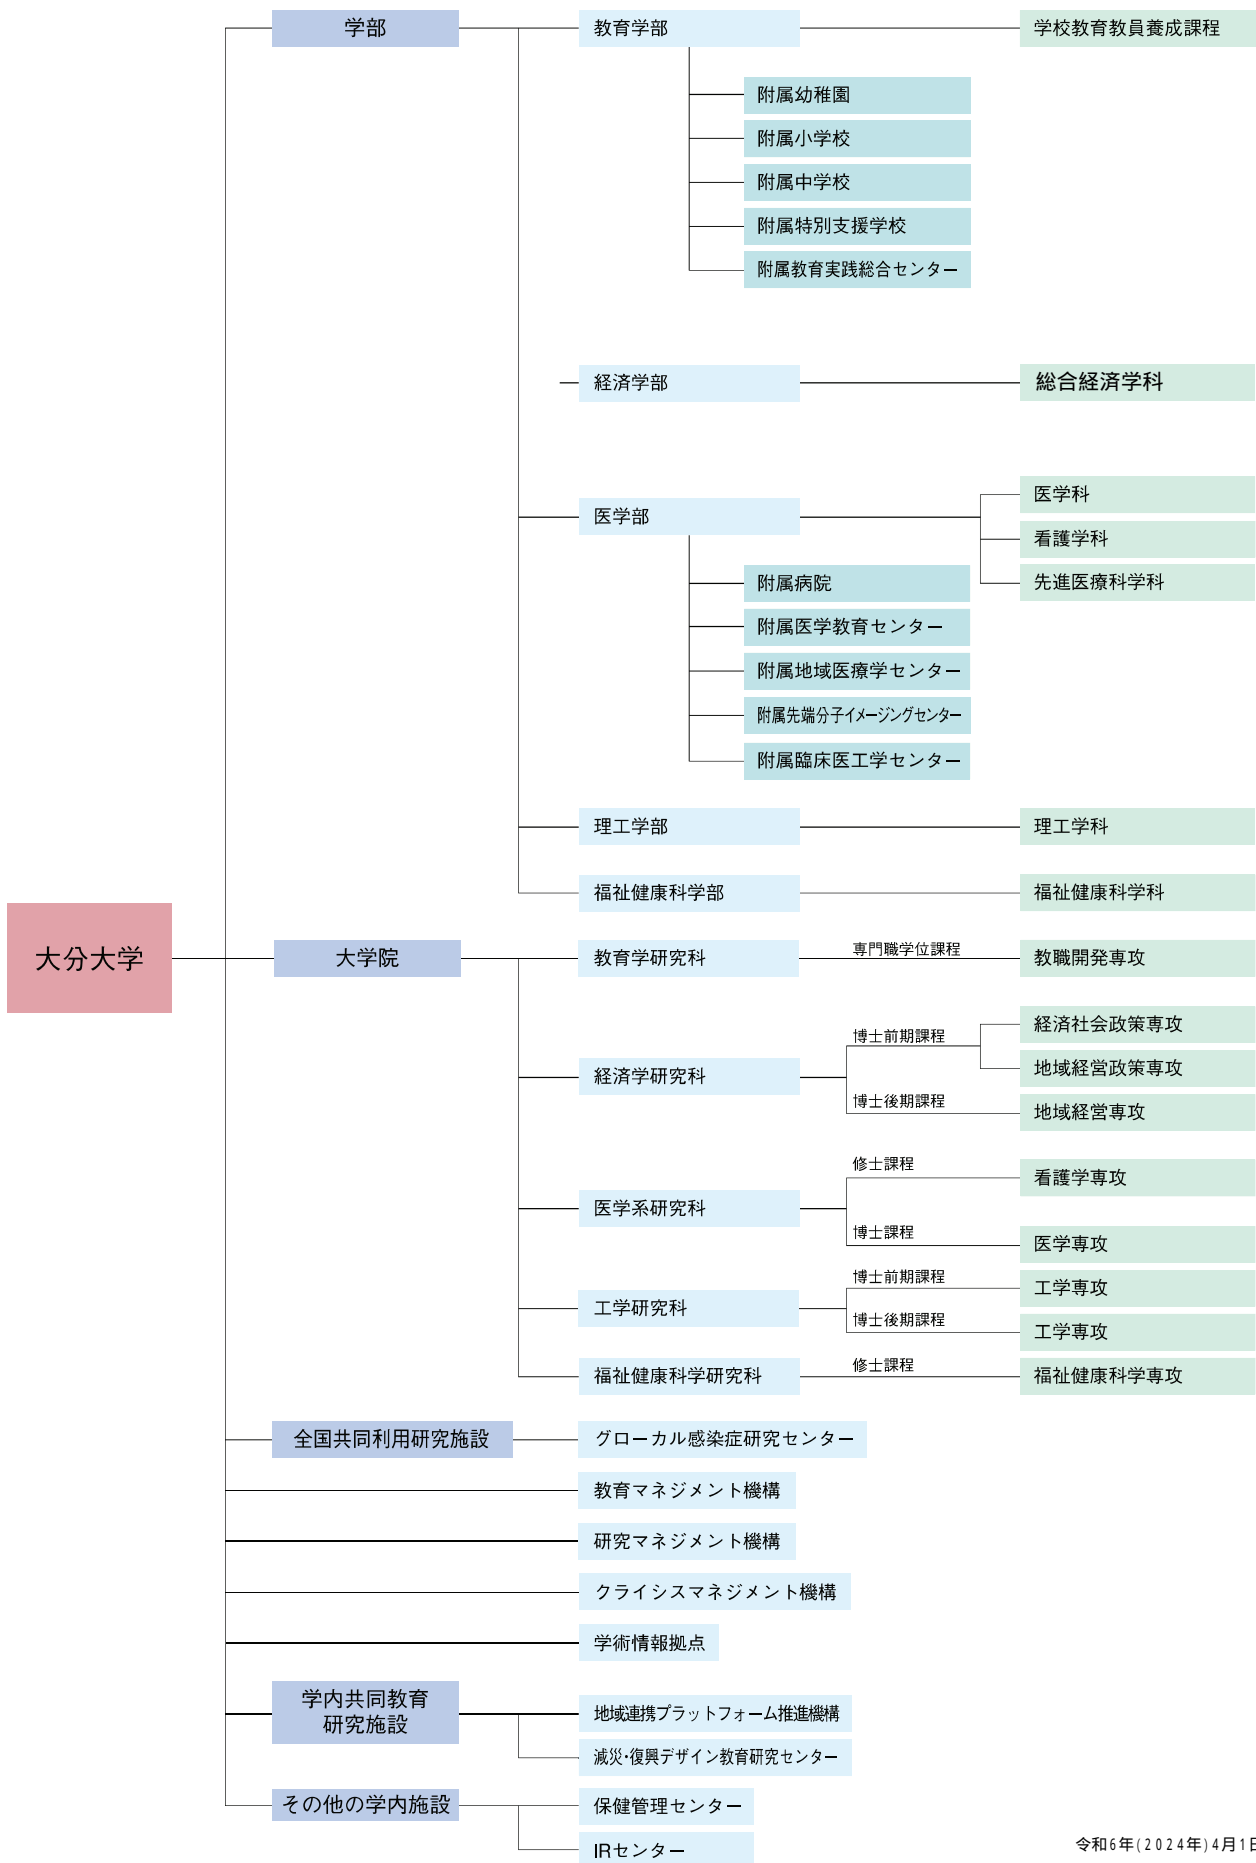 大分大学
学部
教育学部
学校教育教員養成課程
附属幼稚園
附属小学校
附属中学校
附属特別支援学校
附属教育実践総合センター
経済学部
総合経済学科
医学部
医学科
看護学科
先進医療科学科
附属病院
附属医学教育センター
附属地域医療学センター
附属先端分子イメージングセンター
附属臨床医工学センター
理工学部
理工学科
福祉健康科学部
福祉健康科学科
大学院
教育学研究科
専門職学位課程
教職開発専攻
経済学研究科
博士前期課程
経済社会政策専攻
地域経営政策専攻
博士後期課程
地域経営専攻
医学系研究科
修士課程
看護学専攻
博士課程
医学専攻
工学研究科
博士前期課程
工学専攻
博士後期課程
工学専攻
福祉健康科学研究科
修士課程
福祉健康科学専攻
全国共同利用研究施設
グローカル感染症研究センター
教育マネジメント機構
研究マネジメント機構
クライシスマネジメント機構
学術情報拠点
学内共同教育
研究施設
地域連携プラットフォーム推進機構
減災・復興デザイン教育研究センター
その他の学内施設
保健管理センター
IRセンター
令和6年(2024年)4月1日